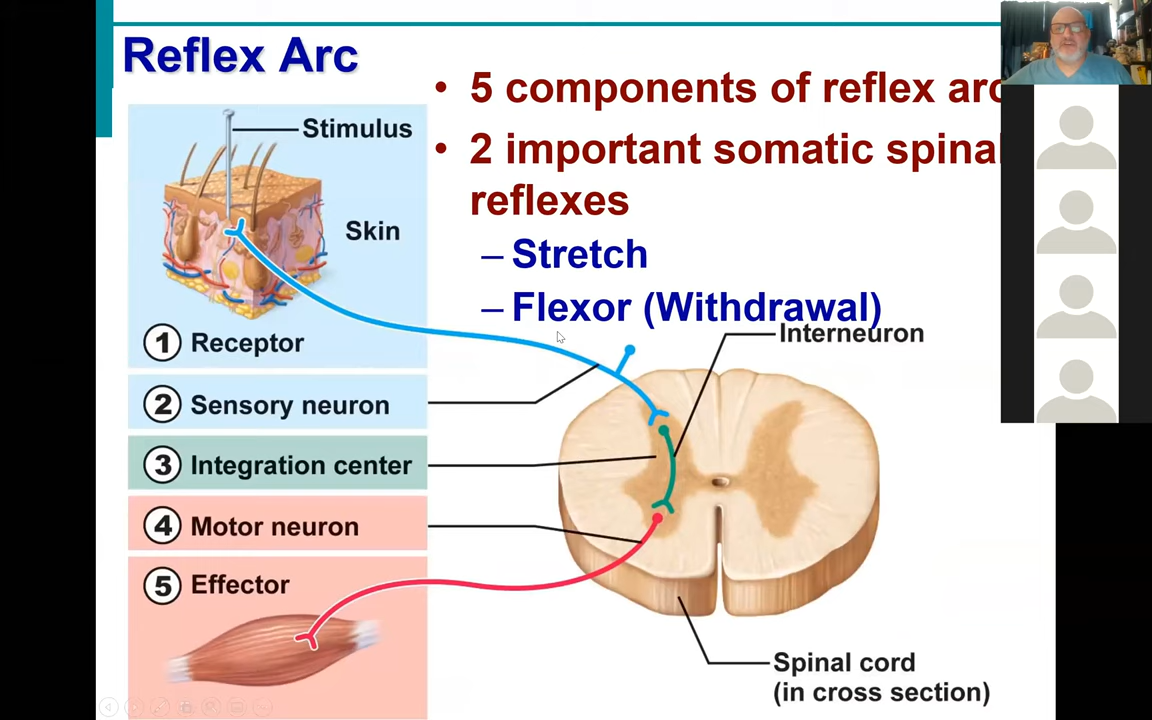 Reflex Arc
• 5 components of reflex arc
• 2 important somatic spinal
reflexes
– Stretch
– Flexor (Withdrawal)
Stimulus
Skin
1 Receptor
2 Sensory neuron
3 Integration center
4 Motor neuron
5 Effector
Interneuron
Spinal cord
(in cross section)